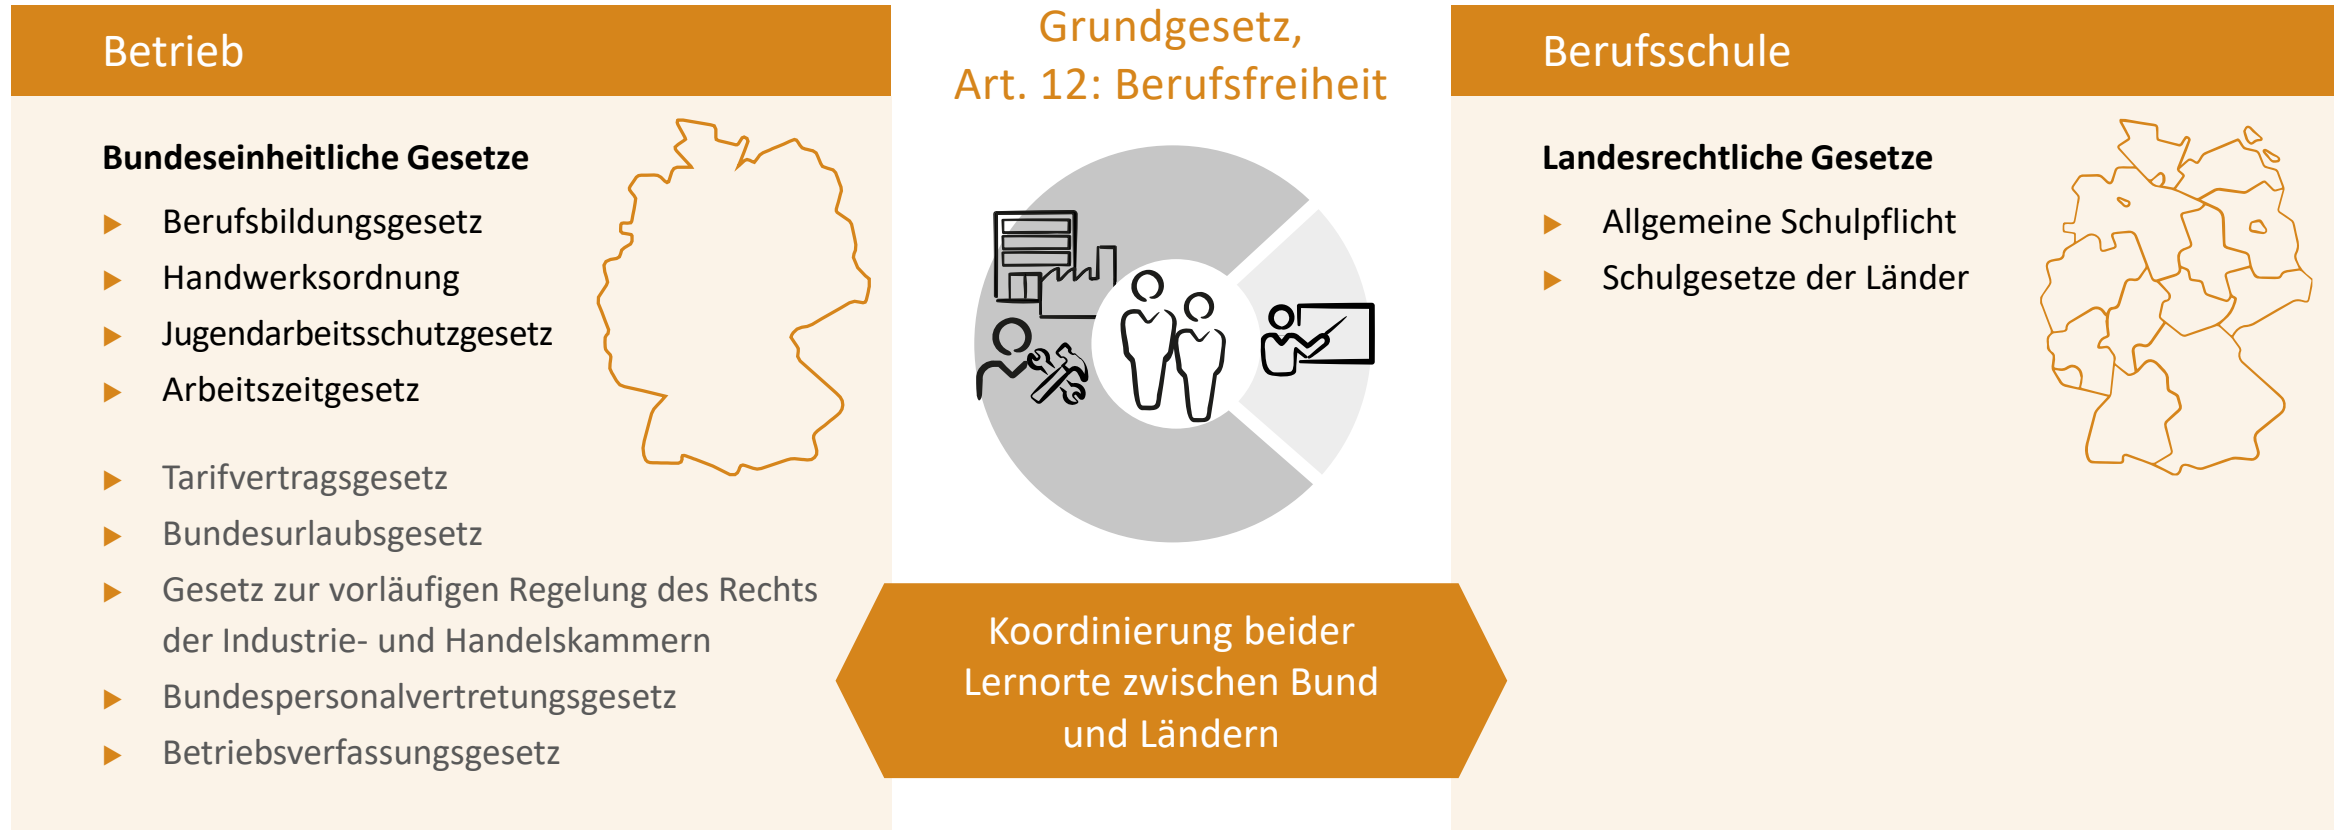 Betrieb
Bundeseinheitliche Gesetze
Berufsbildungsgesetz
Handwerksordnung
Jugendarbeitsschutzgesetz
Arbeitszeitgesetz
Tarifvertragsgesetz
Bundesurlaubsgesetz
Gesetz zur vorläufigen Regelung des Rechts
der Industrie- und Handelskammern
Bundespersonalvertretungsgesetz
Betriebsverfassungsgesetz
Grundgesetz,
Art. 12: Berufsfreiheit
Koordinierung beider
Lernorte zwischen Bund
und Ländern
Berufsschule
Landesrechtliche Gesetze
Allgemeine Schulpflicht
Schulgesetze der Länder